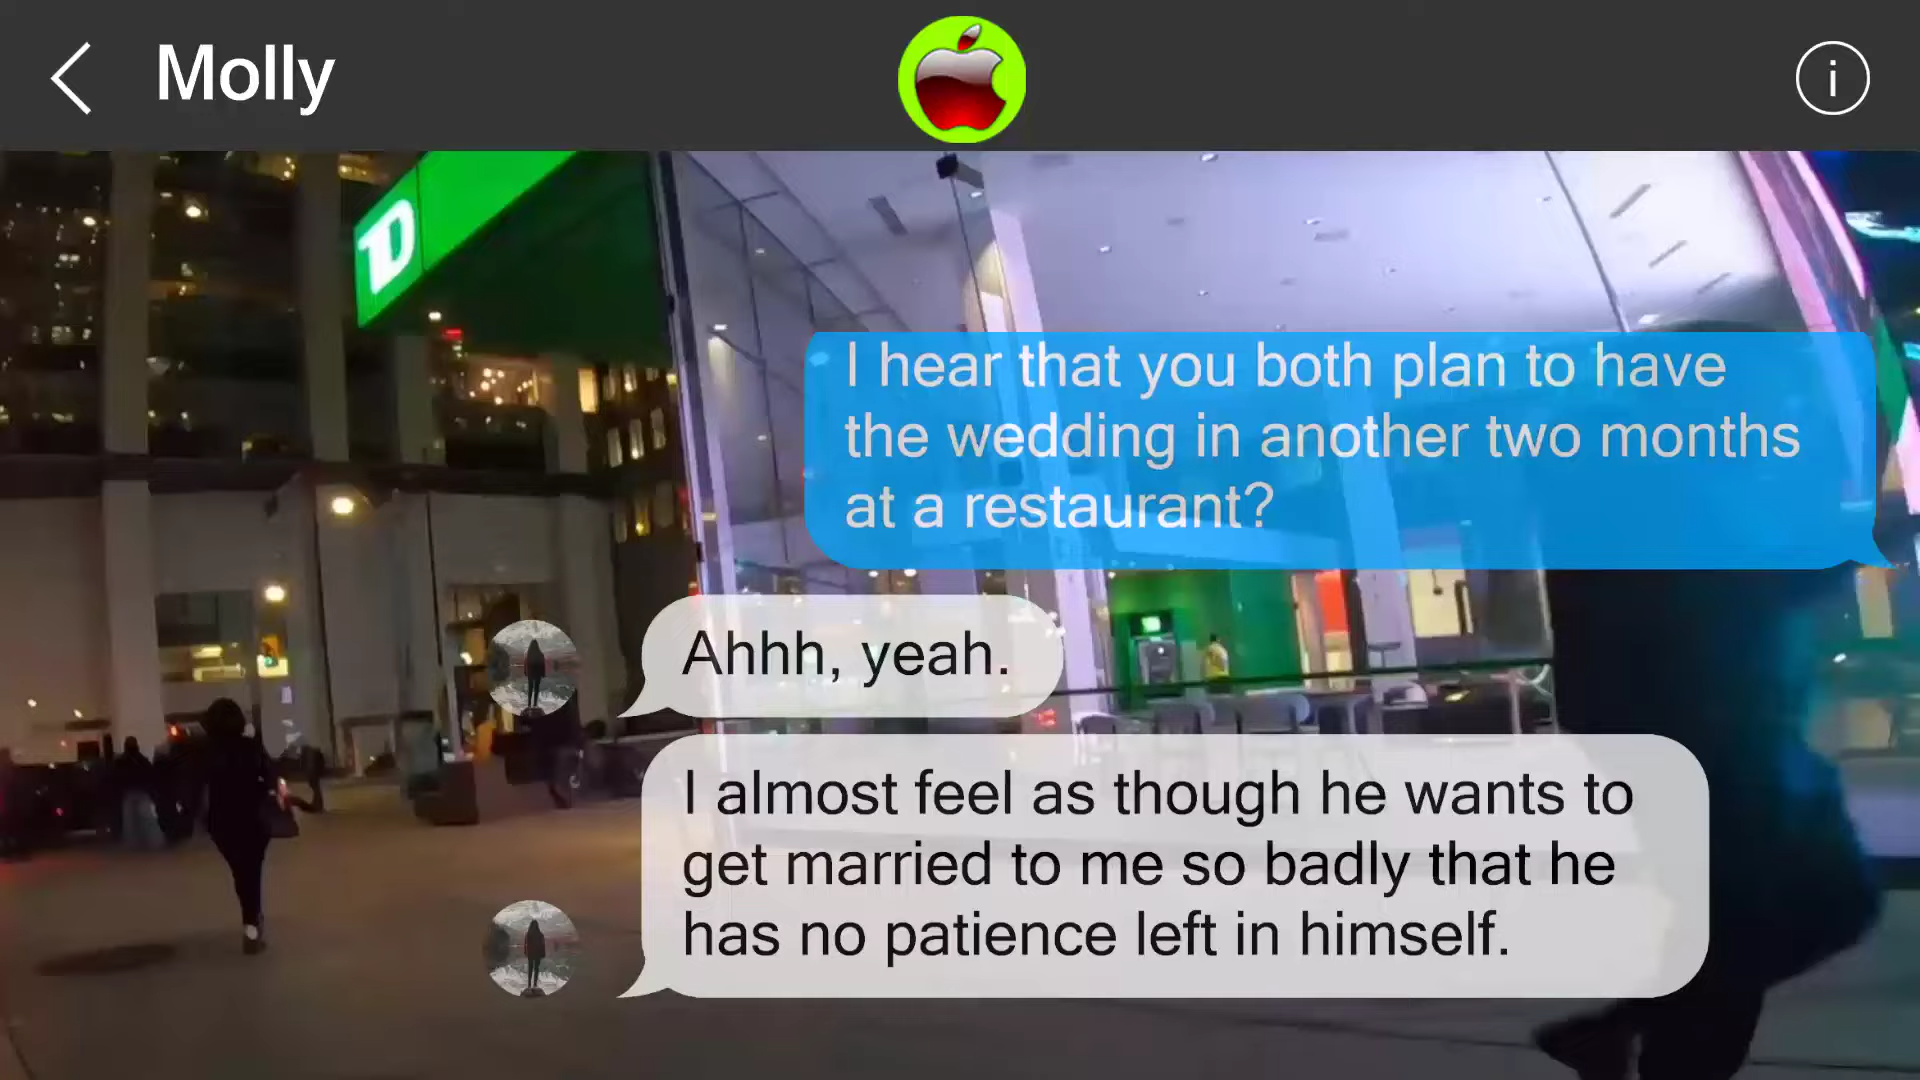 Molly
i
TD
I hear that you both plan to have
the wedding in another two months
at a restaurant?
Ahhh, yeah.
I almost feel as though he wants to
get married to me so badly that he
has no patience left in himself.